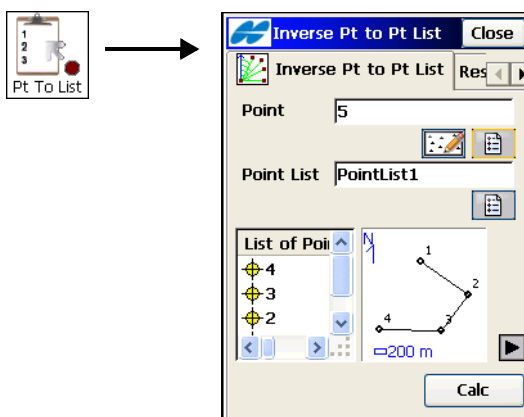 1
2
3
Pt To List
Inverse Pt to Pt List
Close
Inverse Pt to Pt List
Res
Point
5
Point List
PointList1
List of Poi
4
3
2
N
1
2
3
4
200 m
Calc